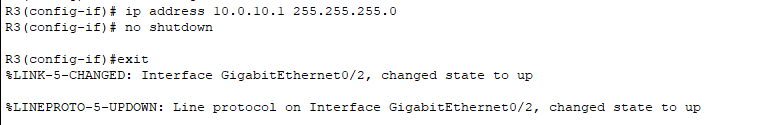 R3(config-if)# ip address 10.0.10.1 255.255.255.0
R3(config-if)# no shutdown
R3(config-if)#exit
%LINK-5-CHANGED: Interface GigabitEthernet0/2, changed state to up
%LINEPROTO-5-UPDOWN: Line protocol on Interface GigabitEthernet0/2, changed state to up